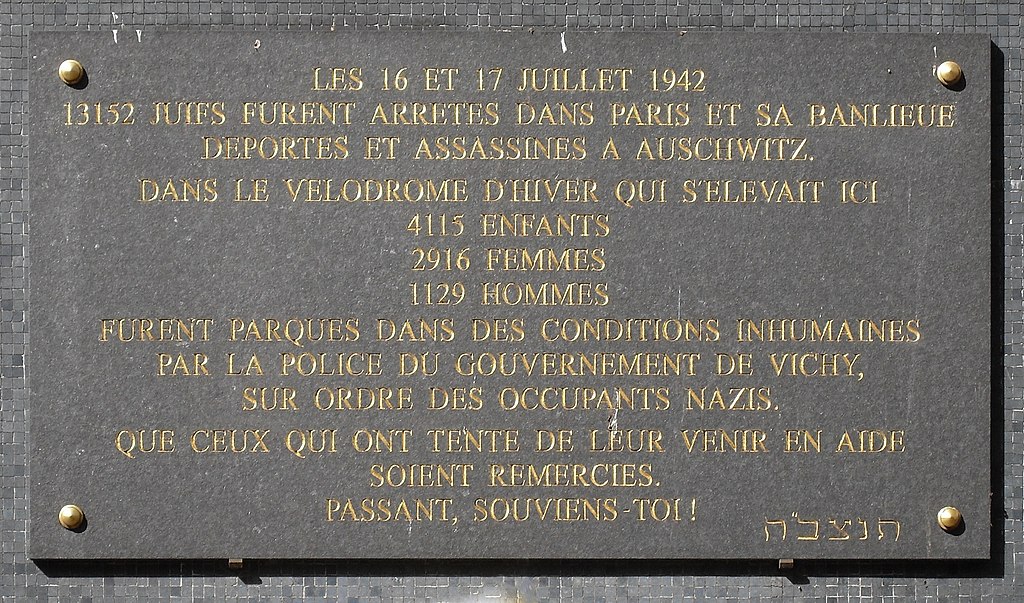 LES 16 ET 17 JUILLET 1942
13152 JUIFS FURENT ARRETES DANS PARIS ET SA BANLIEUE
DEPORTES ET ASSASSINES A AUSCHWITZ.
DANS LE VELODROME D'HIVER QUI S'ELEVAIT ICI
4115 ENFANTS
2916 FEMMES
1129 HOMMES
FURENT PARQUES DANS DES CONDITIONS INHUMAINES
PAR LA POLICE DU GOUVERNEMENT DE VICHY,
SUR ORDRE DES OCCUPANTS NAZIS.
QUE CEUX QUI ONT TENTE DE LEUR VENIR EN AIDE
SOIENT REMERCIES.
PASSANT, SOUVIENS-TOI !
תנצב״ה